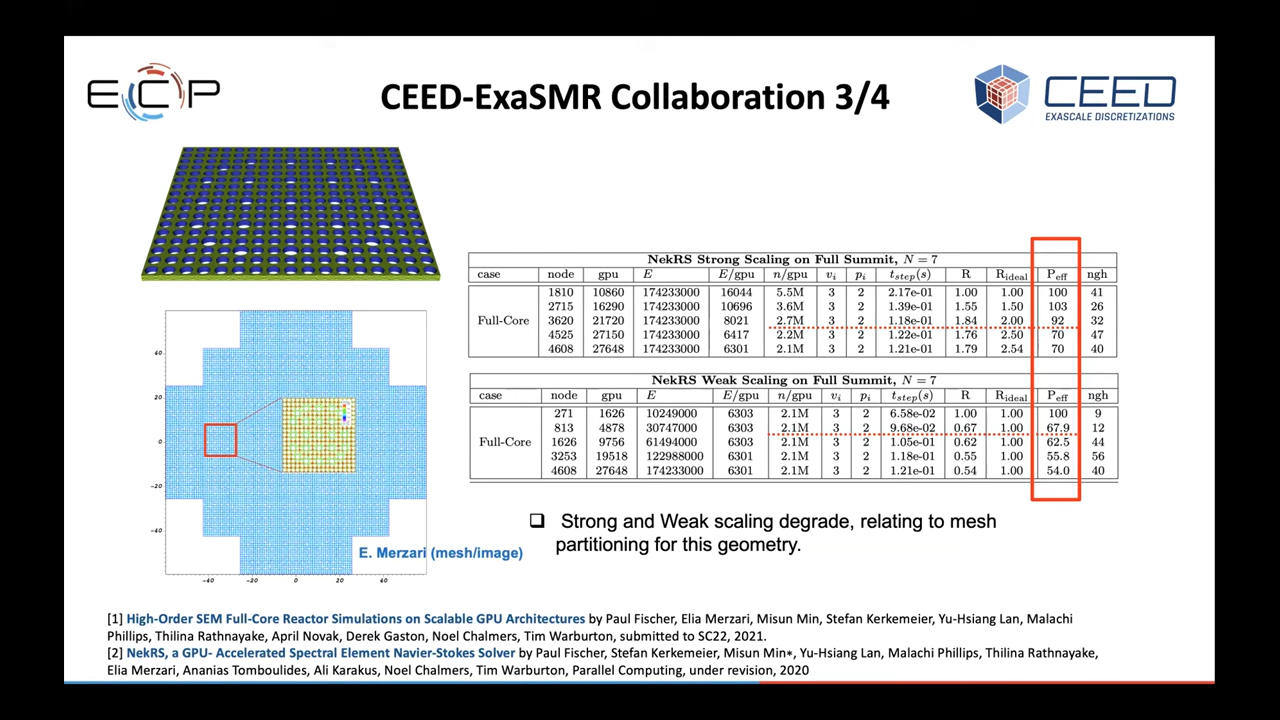 ECP
CEED-ExaSMR Collaboration 3/4
CEED
EXASCALE DISCRETIZATIONS
NekRS Strong Scaling on Full Summit, N = 7
case node gpu E E/gpu n/gpu vi pi tstep(s) R Rideal Peff ngh
1810 10860 174233000 16044 5.5M 3 2 2.17e-01 1.00 1.00 100 41
2715 16290 174233000 10696 3.6M 3 2 1.39e-01 1.55 1.50 103 26
Full-Core 3620 21720 174233000 8021 2.7M 3 2 1.18e-01 1.84 2.00 92 32
4525 27150 174233000 6417 2.2M 3 2 1.22e-01 1.76 2.50 70 47
4608 27648 174233000 6301 2.1M 3 2 1.21e-01 1.79 2.54 70 40
NekRS Weak Scaling on Full Summit, N = 7
case node gpu E E/gpu n/gpu vi pi tstep(s) R Rideal Peff ngh
271 1626 10249000 6303 2.1M 3 2 6.58e-02 1.00 1.00 100 9
813 4878 30747000 6303 2.1M 3 2 9.68e-02 0.67 1.00 67.9 12
Full-Core 1626 9756 61494000 6303 2.1M 3 2 1.05e-01 0.62 1.00 62.5 44
3253 19518 122988000 6301 2.1M 3 2 1.18e-01 0.55 1.00 55.8 56
4608 27648 174233000 6301 2.1M 3 2 1.21e-01 0.54 1.00 54.0 40
40
20
0
−20
−40
−40 −20 0 20 40
E. Merzari (mesh/image)
❑ Strong and Weak scaling degrade, relating to mesh
partitioning for this geometry.
[1] High-Order SEM Full-Core Reactor Simulations on Scalable GPU Architectures by Paul Fischer, Elia Merzari, Misun Min, Stefan Kerkemeier, Yu-Hsiang Lan, Malachi
Phillips, Thilina Rathnayake, April Novak, Derek Gaston, Noel Chalmers, Tim Warburton, submitted to SC22, 2021.
[2] NekRS, a GPU- Accelerated Spectral Element Navier-Stokes Solver by Paul Fischer, Stefan Kerkemeier, Misun Min∗, Yu-Hsiang Lan, Malachi Phillips, Thilina Rathnayake,
Elia Merzari, Ananias Tomboulides, Ali Karakus, Noel Chalmers, Tim Warburton, Parallel Computing, under revision, 2020